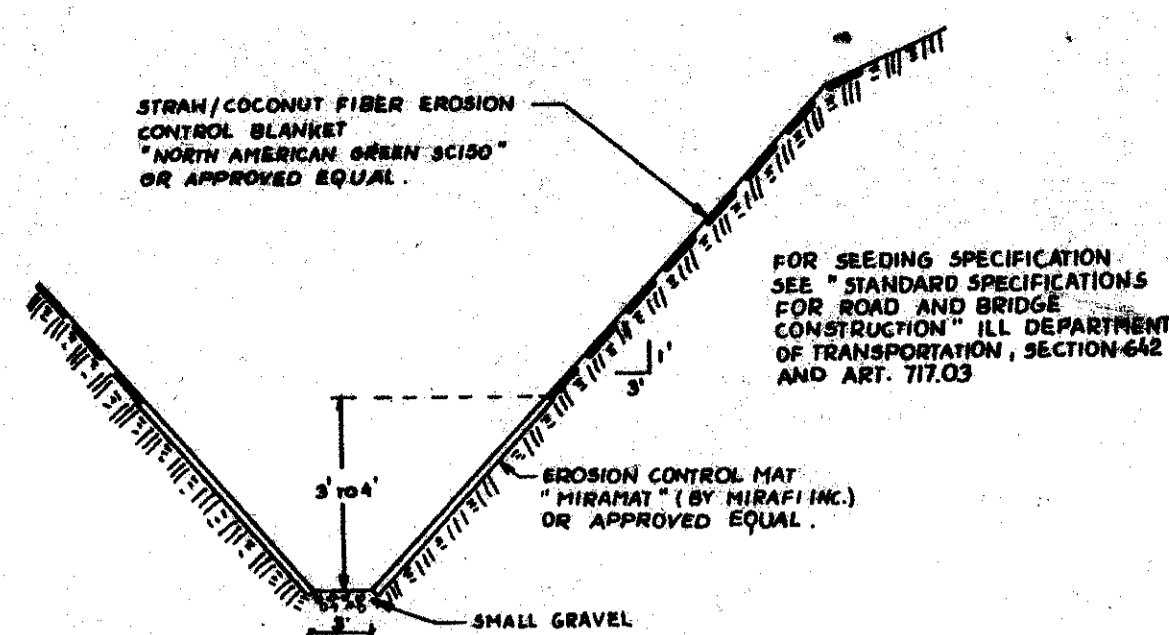 STRAW/COCONUT FIBER EROSION
CONTROL BLANKET
"NORTH AMERICAN GREEN SC150"
OR APPROVED EQUAL.
FOR SEEDING SPECIFICATION
SEE "STANDARD SPECIFICATIONS
FOR ROAD AND BRIDGE
CONSTRUCTION" ILL DEPARTMENT
OF TRANSPORTATION, SECTION 642
AND ART. 717.03
1'
3'
3' TO 4'
EROSION CONTROL MAT
"MIRAMAT" (BY MIRAFI INC.)
OR APPROVED EQUAL.
SMALL GRAVEL
3'